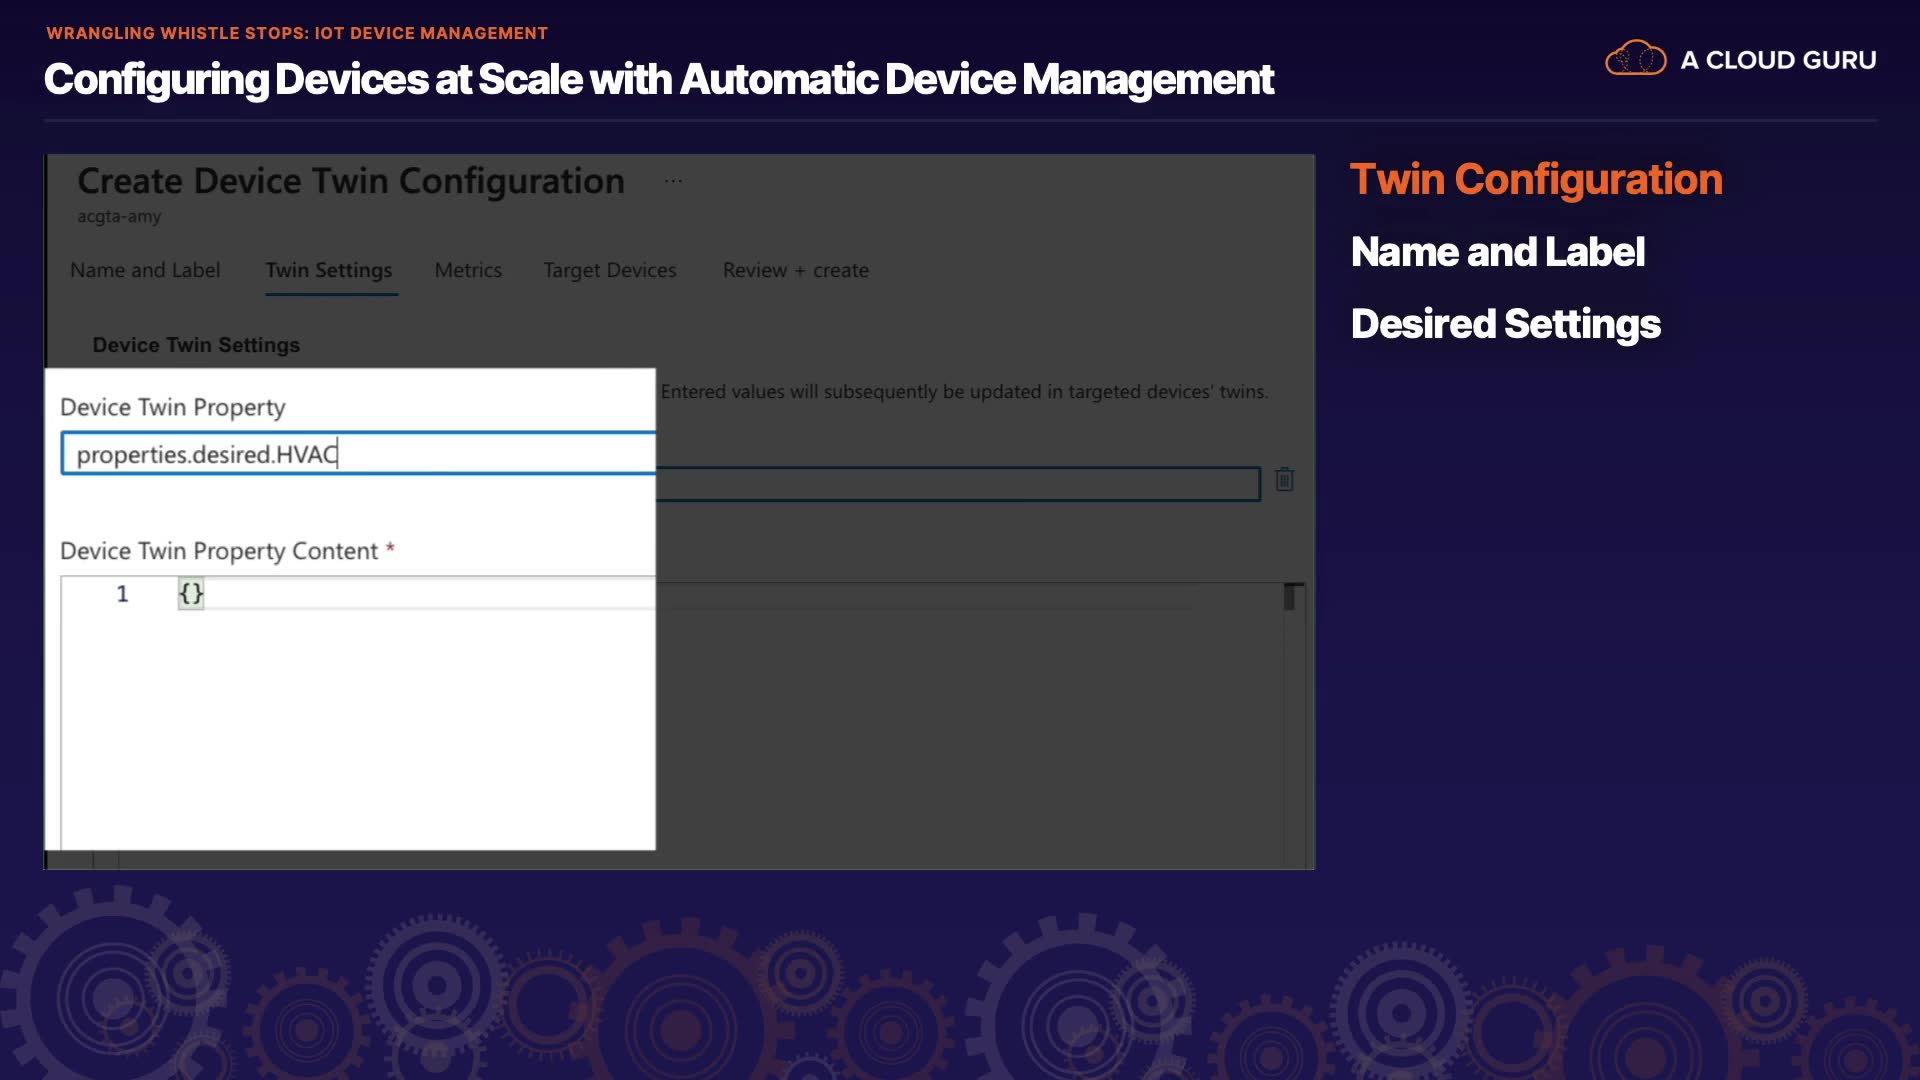 WRANGLING WHISTLE STOPS: IOT DEVICE MANAGEMENT
Configuring Devices at Scale with Automatic Device Management
A CLOUD GURU
Create Device Twin Configuration ...
acgta-amy
Name and Label Twin Settings Metrics Target Devices Review + create
Device Twin Settings
Entered values will subsequently be updated in targeted devices' twins.
Device Twin Property
properties.desired.HVAC
Device Twin Property Content *
1 {}
Twin Configuration
Name and Label
Desired Settings